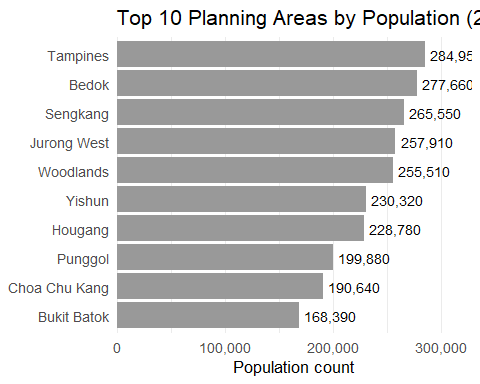 Top 10 Planning Areas by Population (2
Tampines 284,95
Bedok 277,660
Sengkang 265,550
Jurong West 257,910
Woodlands 255,510
Yishun 230,320
Hougang 228,780
Punggol 199,880
Choa Chu Kang 190,640
Bukit Batok 168,390
0 100,000 200,000 300,000
Population count